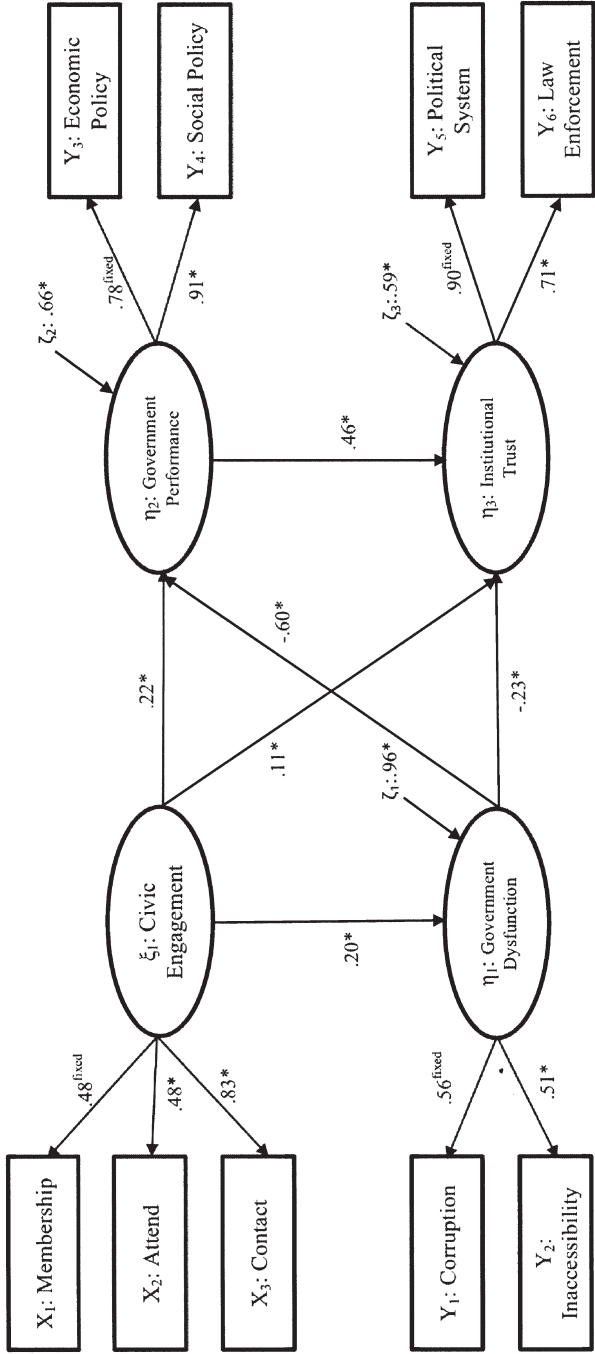 X₁: Membership
X₂: Attend
X₃: Contact
.48fixed
.48*
.83*
ξ₁: Civic
Engagement
.22*
.11*
.20*
ζ₂: .66*
η₂: Government
Performance
.78fixed
.91*
Y₃: Economic
Policy
Y₄: Social Policy
.46*
-.60*
Y₁: Corruption
Y₂:
Inaccessibility
.56fixed
.51*
ζ₁:.96*
η₁: Government
Dysfunction
-.23*
ζ₃:.59*
η₃: Institutional
Trust
.90fixed
.71*
Y₅: Political
System
Y₆: Law
Enforcement